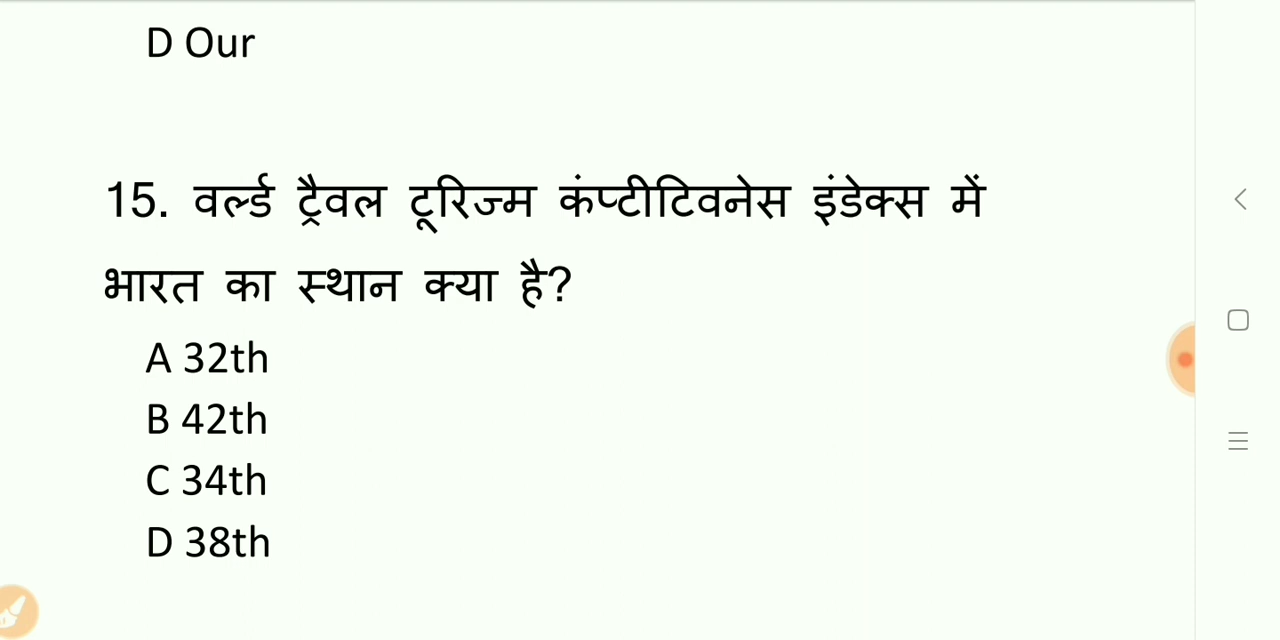 D Our
15. वर्ल्ड ट्रैवल टूरिज्म कंप्टीटिवनेस इंडेक्स में
भारत का स्थान क्या है?
A 32th
B 42th
C 34th
D 38th